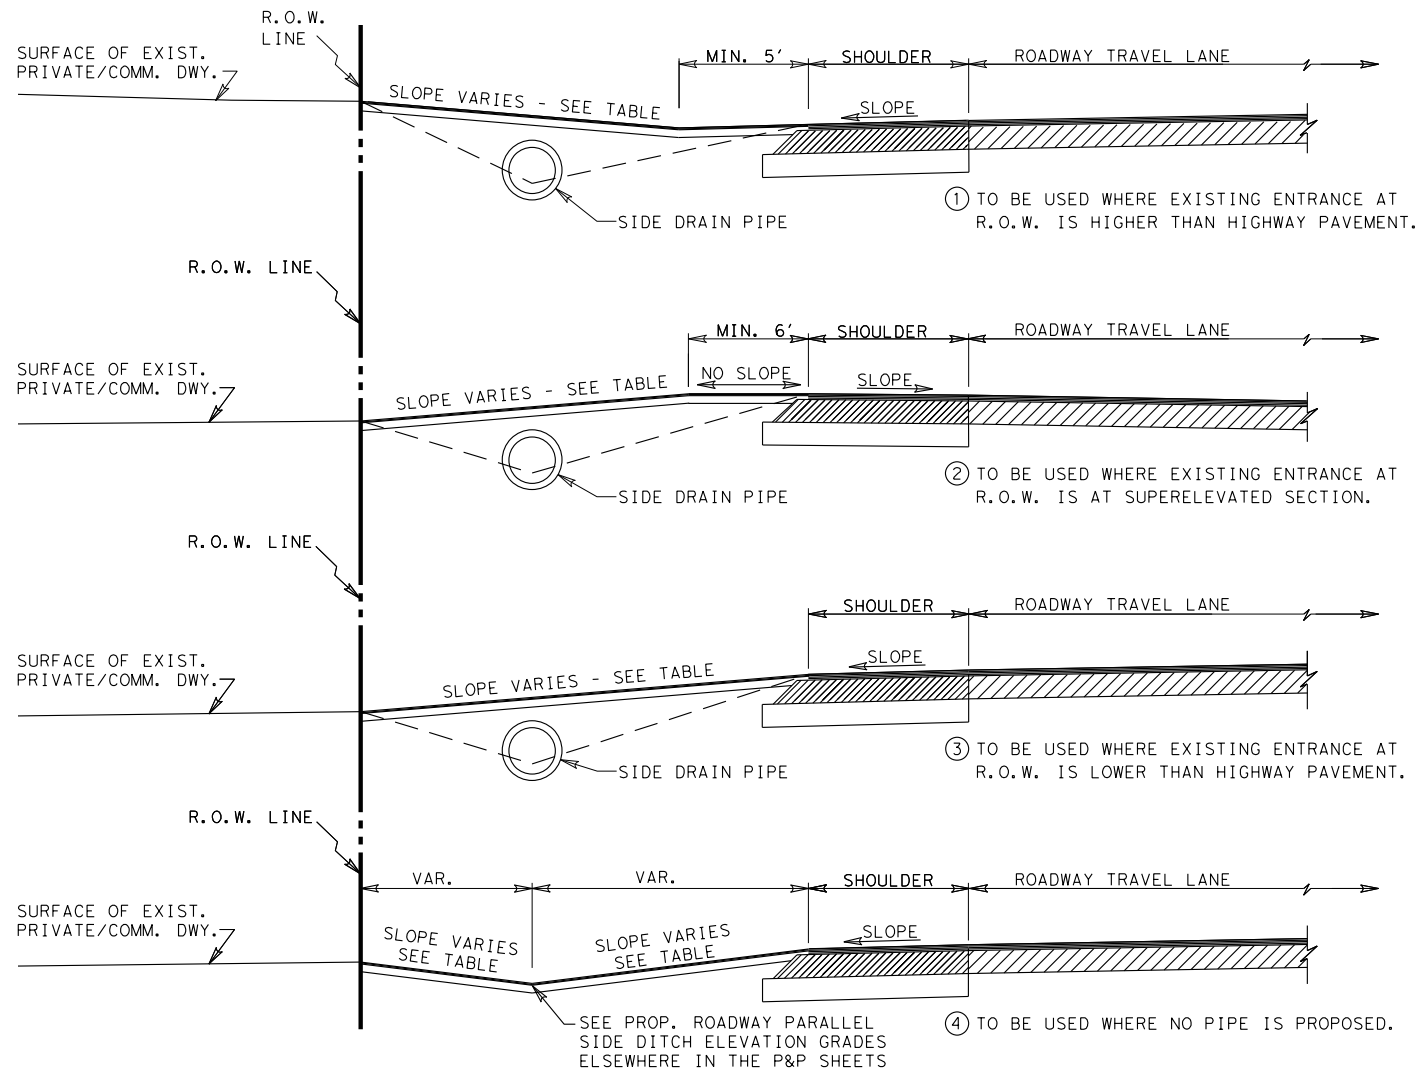 R.O.W.
LINE
SURFACE OF EXIST.
PRIVATE/COMM. DWY.
MIN. 5'
SHOULDER
ROADWAY TRAVEL LANE
SLOPE VARIES - SEE TABLE
SLOPE
SIDE DRAIN PIPE
1 TO BE USED WHERE EXISTING ENTRANCE AT
R.O.W. IS HIGHER THAN HIGHWAY PAVEMENT.
R.O.W. LINE
MIN. 6'
SHOULDER
ROADWAY TRAVEL LANE
SURFACE OF EXIST.
PRIVATE/COMM. DWY.
SLOPE VARIES - SEE TABLE
NO SLOPE
SLOPE
SIDE DRAIN PIPE
2 TO BE USED WHERE EXISTING ENTRANCE AT
R.O.W. IS AT SUPERELEVATED SECTION.
R.O.W. LINE
SHOULDER
ROADWAY TRAVEL LANE
SURFACE OF EXIST.
PRIVATE/COMM. DWY.
SLOPE VARIES - SEE TABLE
SLOPE
SIDE DRAIN PIPE
3 TO BE USED WHERE EXISTING ENTRANCE AT
R.O.W. IS LOWER THAN HIGHWAY PAVEMENT.
R.O.W. LINE
VAR.
VAR.
SHOULDER
ROADWAY TRAVEL LANE
SURFACE OF EXIST.
PRIVATE/COMM. DWY.
SLOPE VARIES
SEE TABLE
SLOPE VARIES
SEE TABLE
SLOPE
SEE PROP. ROADWAY PARALLEL
SIDE DITCH ELEVATION GRADES
ELSEWHERE IN THE P&P SHEETS
4 TO BE USED WHERE NO PIPE IS PROPOSED.